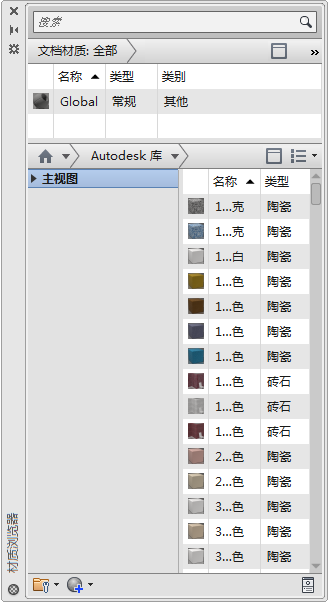 搜索
文档材质: 全部 »
名称 类型 类别
Global 常规 其他
Autodesk 库
主视图
名称 类型
1...克 陶瓷
1...克 陶瓷
1...白 陶瓷
1...色 陶瓷
1...色 陶瓷
1...色 陶瓷
1...色 陶瓷
1...色 砖石
1...色 砖石
1...色 砖石
2...色 陶瓷
2...色 陶瓷
3...色 陶瓷
3...色 陶瓷
3...色 陶瓷
材质浏览器